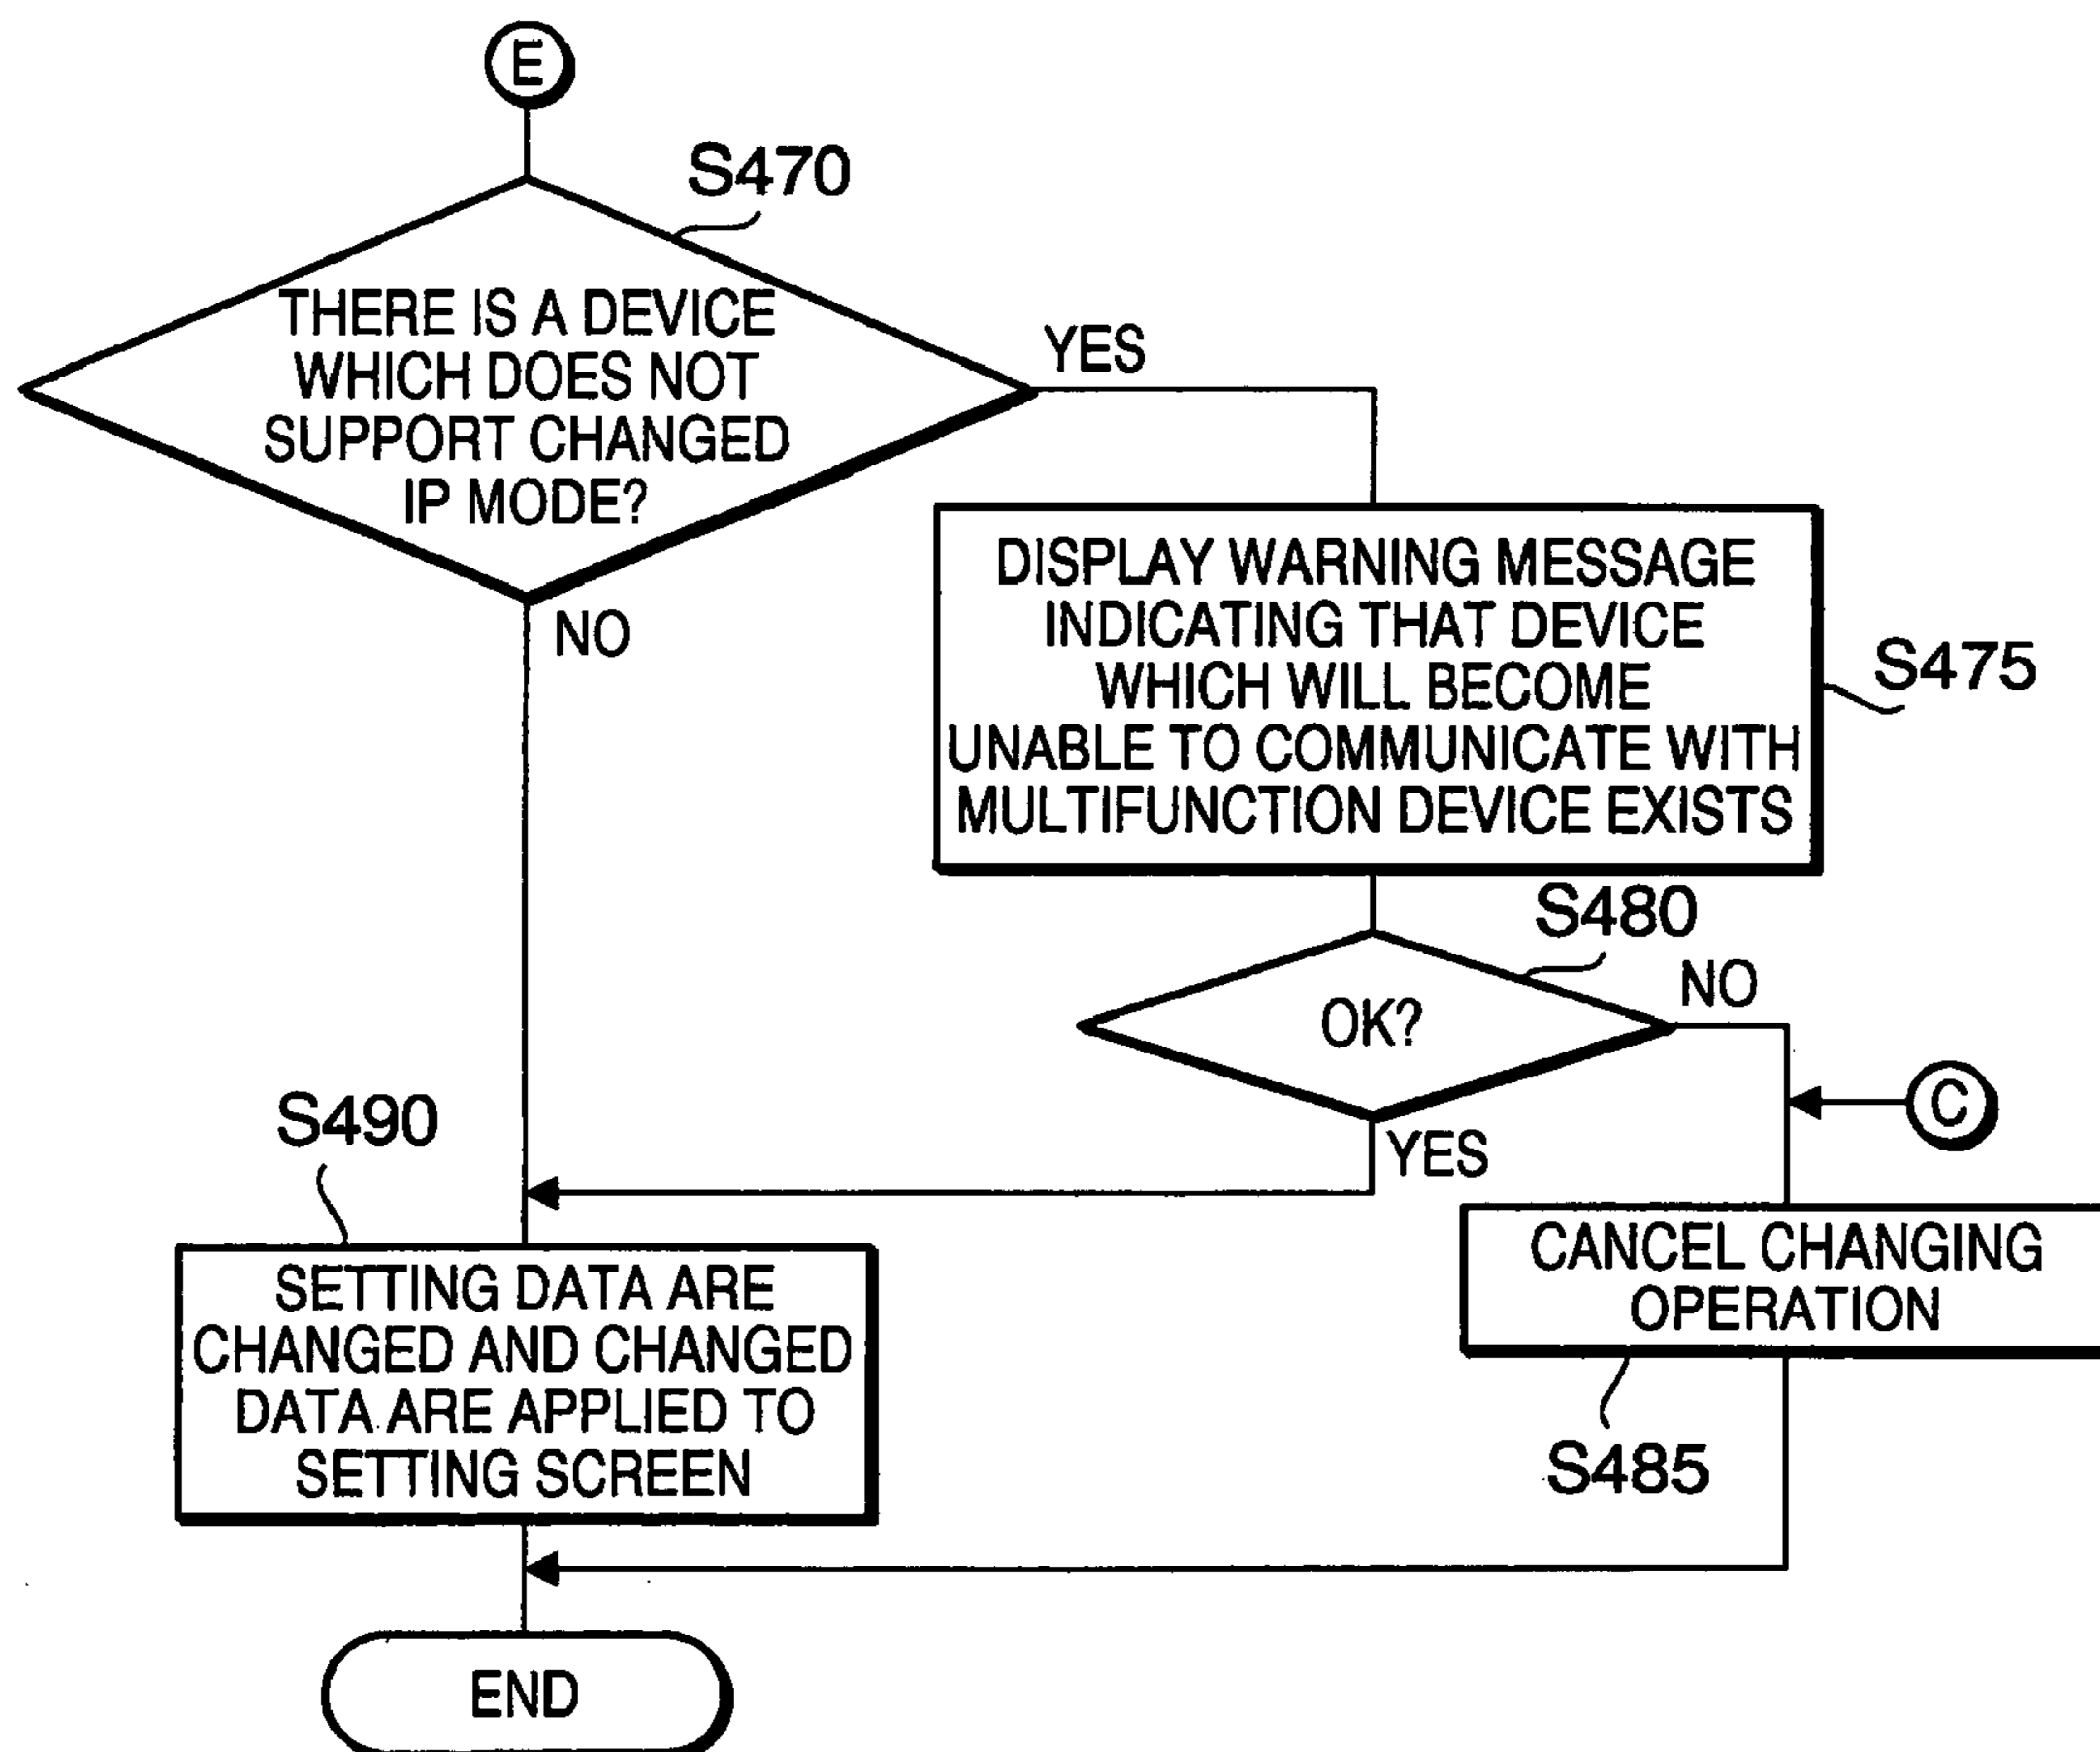 E
S470
THERE IS A DEVICE
WHICH DOES NOT
SUPPORT CHANGED
IP MODE?
YES
NO
DISPLAY WARNING MESSAGE
INDICATING THAT DEVICE
WHICH WILL BECOME
UNABLE TO COMMUNICATE WITH
MULTIFUNCTION DEVICE EXISTS
S475
S480
OK?
NO
C
YES
S490
SETTING DATA ARE
CHANGED AND CHANGED
DATA ARE APPLIED TO
SETTING SCREEN
CANCEL CHANGING
OPERATION
S485
END